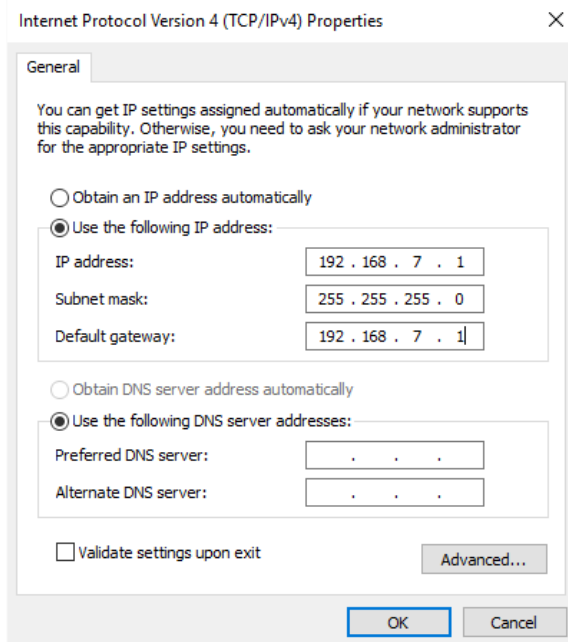 Internet Protocol Version 4 (TCP/IPv4) Properties
General
You can get IP settings assigned automatically if your network supports
this capability. Otherwise, you need to ask your network administrator
for the appropriate IP settings.
Obtain an IP address automatically
Use the following IP address:
IP address: 192 . 168 . 7 . 1
Subnet mask: 255 . 255 . 255 . 0
Default gateway: 192 . 168 . 7 . 1
Obtain DNS server address automatically
Use the following DNS server addresses:
Preferred DNS server: . . .
Alternate DNS server: . . .
Validate settings upon exit
Advanced...
OK Cancel